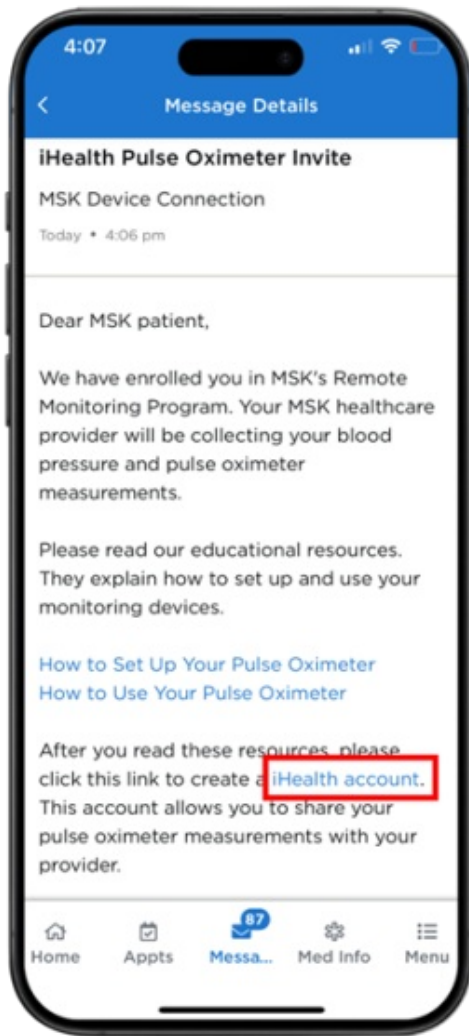 4:07
Message Details
iHealth Pulse Oximeter Invite
MSK Device Connection
Today • 4:06 pm
Dear MSK patient,
We have enrolled you in MSK's Remote
Monitoring Program. Your MSK healthcare
provider will be collecting your blood
pressure and pulse oximeter
measurements.
Please read our educational resources.
They explain how to set up and use your
monitoring devices.
How to Set Up Your Pulse Oximeter
How to Use Your Pulse Oximeter
After you read these resources, please
click this link to create a iHealth account.
This account allows you to share your
pulse oximeter measurements with your
provider.
87
Home Appts Messa... Med Info Menu